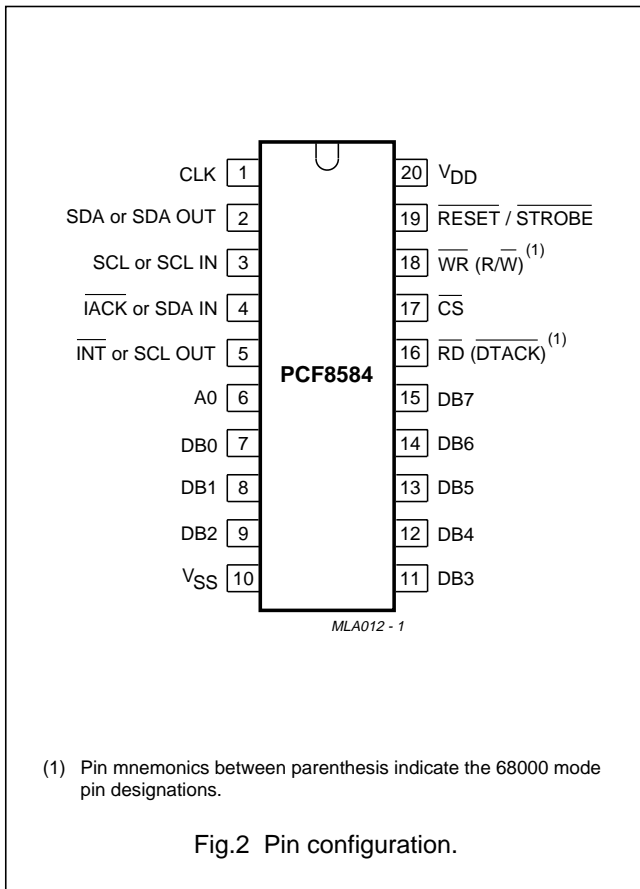 CLK 1 20 VDD
SDA or SDA OUT 2 19 RESET / STROBE
SCL or SCL IN 3 18 WR (R/W) (1)
IACK or SDA IN 4 17 CS
INT or SCL OUT 5 16 RD (DTACK) (1)
PCF8584
A0 6 15 DB7
DB0 7 14 DB6
DB1 8 13 DB5
DB2 9 12 DB4
VSS 10 11 DB3
MLA012 - 1
(1) Pin mnemonics between parenthesis indicate the 68000 mode
pin designations.
Fig.2 Pin configuration.